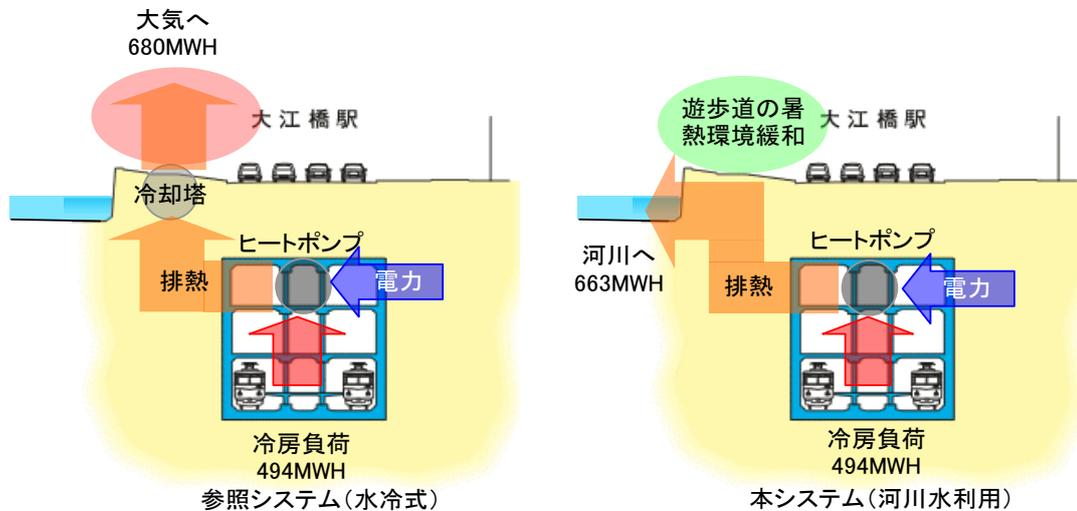 大気へ
680MWH
大江橋駅
冷却塔
ヒートポンプ
排熱
電力
冷房負荷
494MWH
参照システム(水冷式)
遊歩道の暑
熱環境緩和
大江橋駅
河川へ
663MWH
ヒートポンプ
排熱
電力
冷房負荷
494MWH
本システム(河川水利用)